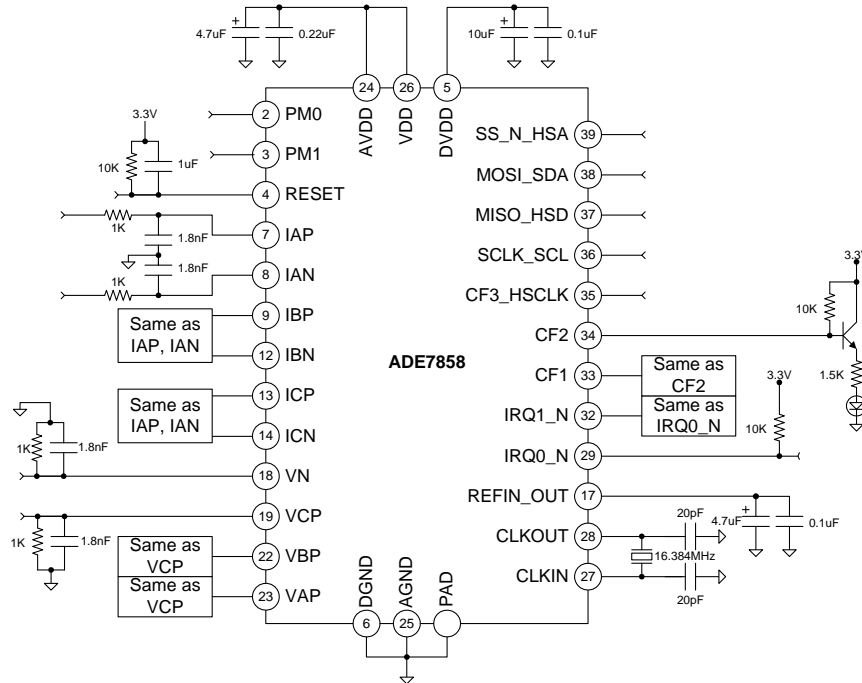 4.7uF
0.22uF
10uF
0.1uF
24
26
5
AVDD
VDD
DVDD
2
PM0
3
PM1
3.3V
10K
1uF
4
RESET
1K
1.8nF
7
IAP
1.8nF
1K
8
IAN
9
IBP
Same as
IAP, IAN
12
IBN
13
ICP
Same as
IAP, IAN
14
ICN
1K
1.8nF
18
VN
19
VCP
1K
1.8nF
Same as
VCP
22
VBP
Same as
VCP
23
VAP
ADE7858
SS_N_HSA
39
MOSI_SDA
38
MISO_HSD
37
SCLK_SCL
36
CF3_HSCLK
35
CF2
34
3.3V
10K
1.5K
CF1
33
Same as
CF2
IRQ1_N
32
Same as
IRQ0_N
3.3V
10K
IRQ0_N
29
REFIN_OUT
17
4.7uF
0.1uF
CLKOUT
28
20pF
16.384MHz
CLKIN
27
20pF
DGND
AGND
PAD
6
25
+
+
+